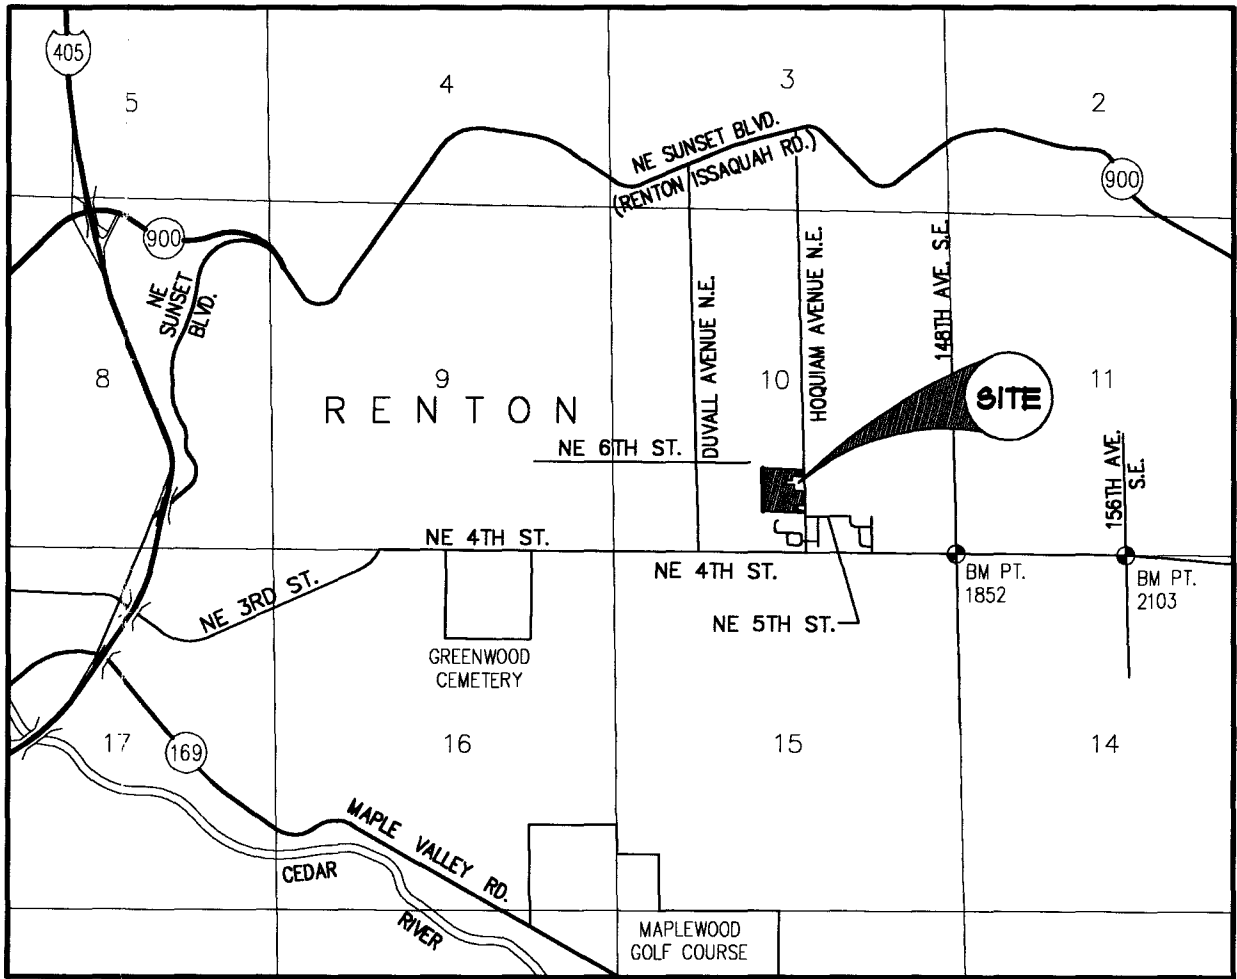 405
5
4
3
2
NE SUNSET BLVD.
(RENTON ISSAQUAH RD.)
900
900
NE
SUNSET
BLVD.
DUVALL AVENUE N.E.
HOQUIAM AVENUE N.E.
148TH AVE. S.E.
8
9
10
11
RENTON
SITE
NE 6TH ST.
156TH AVE.
S.E.
NE 4TH ST.
NE 4TH ST.
BM PT.
1852
BM PT.
2103
NE 3RD ST.
NE 5TH ST.
GREENWOOD
CEMETERY
17
16
15
14
169
MAPLE VALLEY RD.
CEDAR
RIVER
MAPLEWOOD
GOLF COURSE